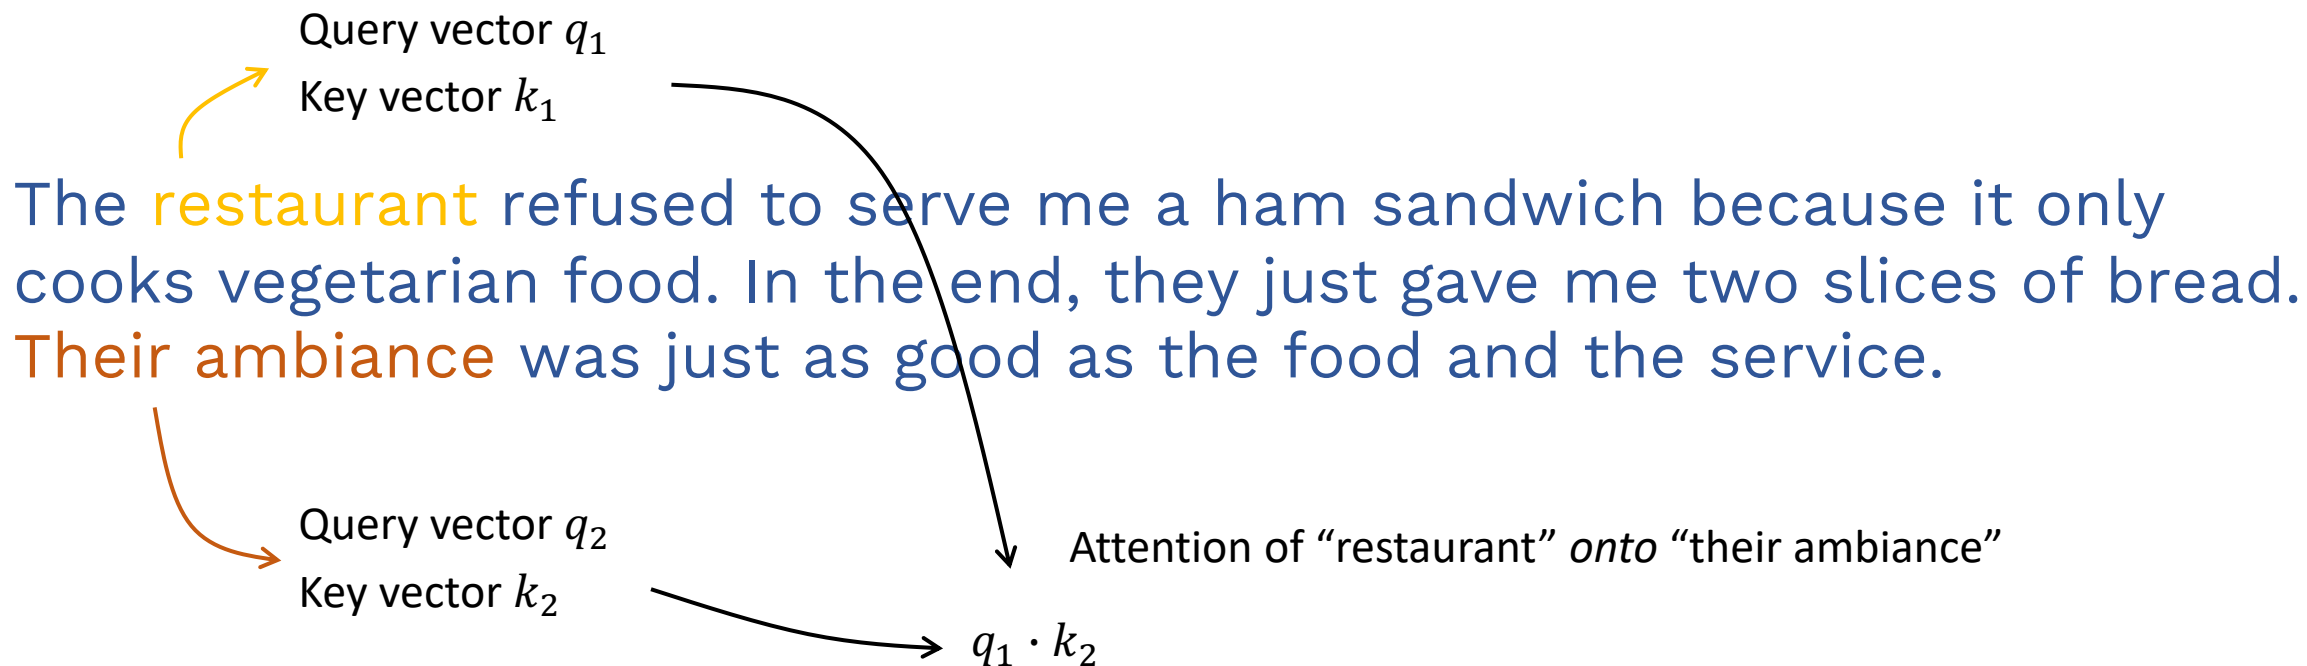 Query vector q₁
Key vector k₁
The restaurant refused to serve me a ham sandwich because it only
cooks vegetarian food. In the end, they just gave me two slices of bread.
Their ambiance was just as good as the food and the service.
Query vector q₂
Key vector k₂
Attention of “restaurant” onto “their ambiance”
q₁ · k₂